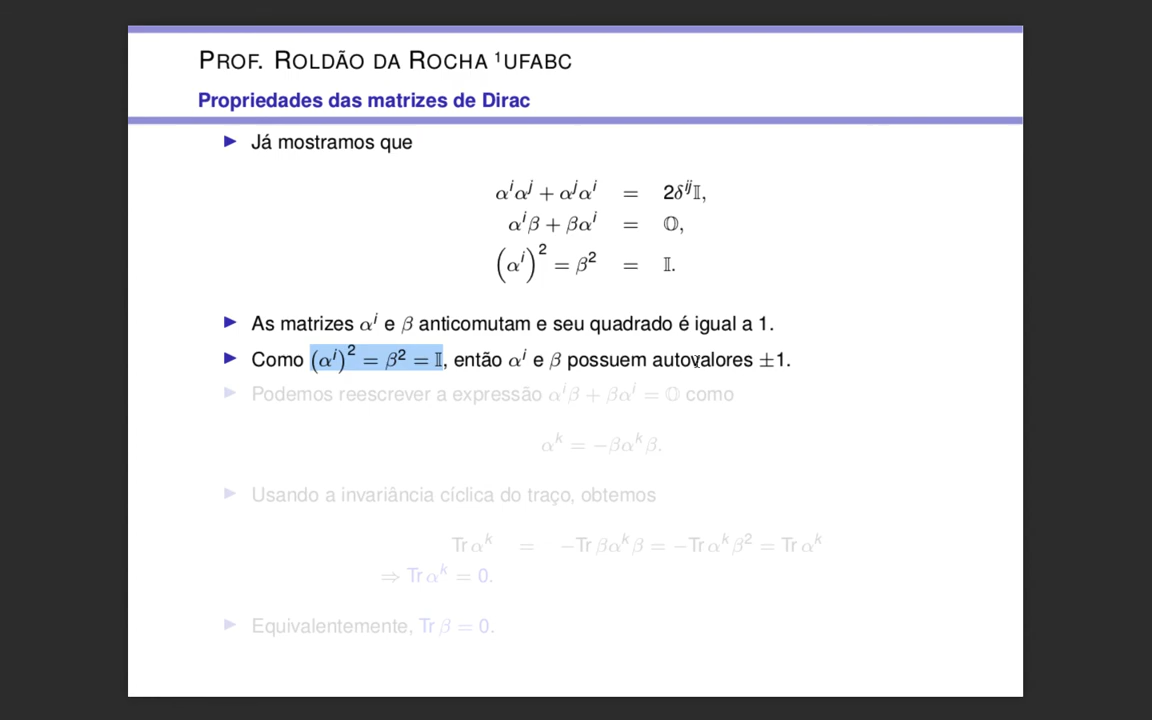 PROF. ROLDÃO DA ROCHA ¹UFABC
Propriedades das matrizes de Dirac
▶ Já mostramos que
αⁱαʲ + αʲαⁱ = 2δⁱʲ𝕀,
αⁱβ + βαⁱ = 𝕆,
(αⁱ)² = β² = 𝕀.
▶ As matrizes αⁱ e β anticomutam e seu quadrado é igual a 1.
▶ Como (αⁱ)² = β² = 𝕀, então αⁱ e β possuem autovalores ±1.
▶ Podemos reescrever a expressão αⁱβ + βαⁱ = 𝕆 como
αᵏ = −βαᵏβ.
▶ Usando a invariância cíclica do traço, obtemos
Tr αᵏ = −Tr βαᵏβ = −Tr αᵏβ² = Tr αᵏ
⇒ Tr αᵏ = 0.
▶ Equivalentemente, Tr β = 0.